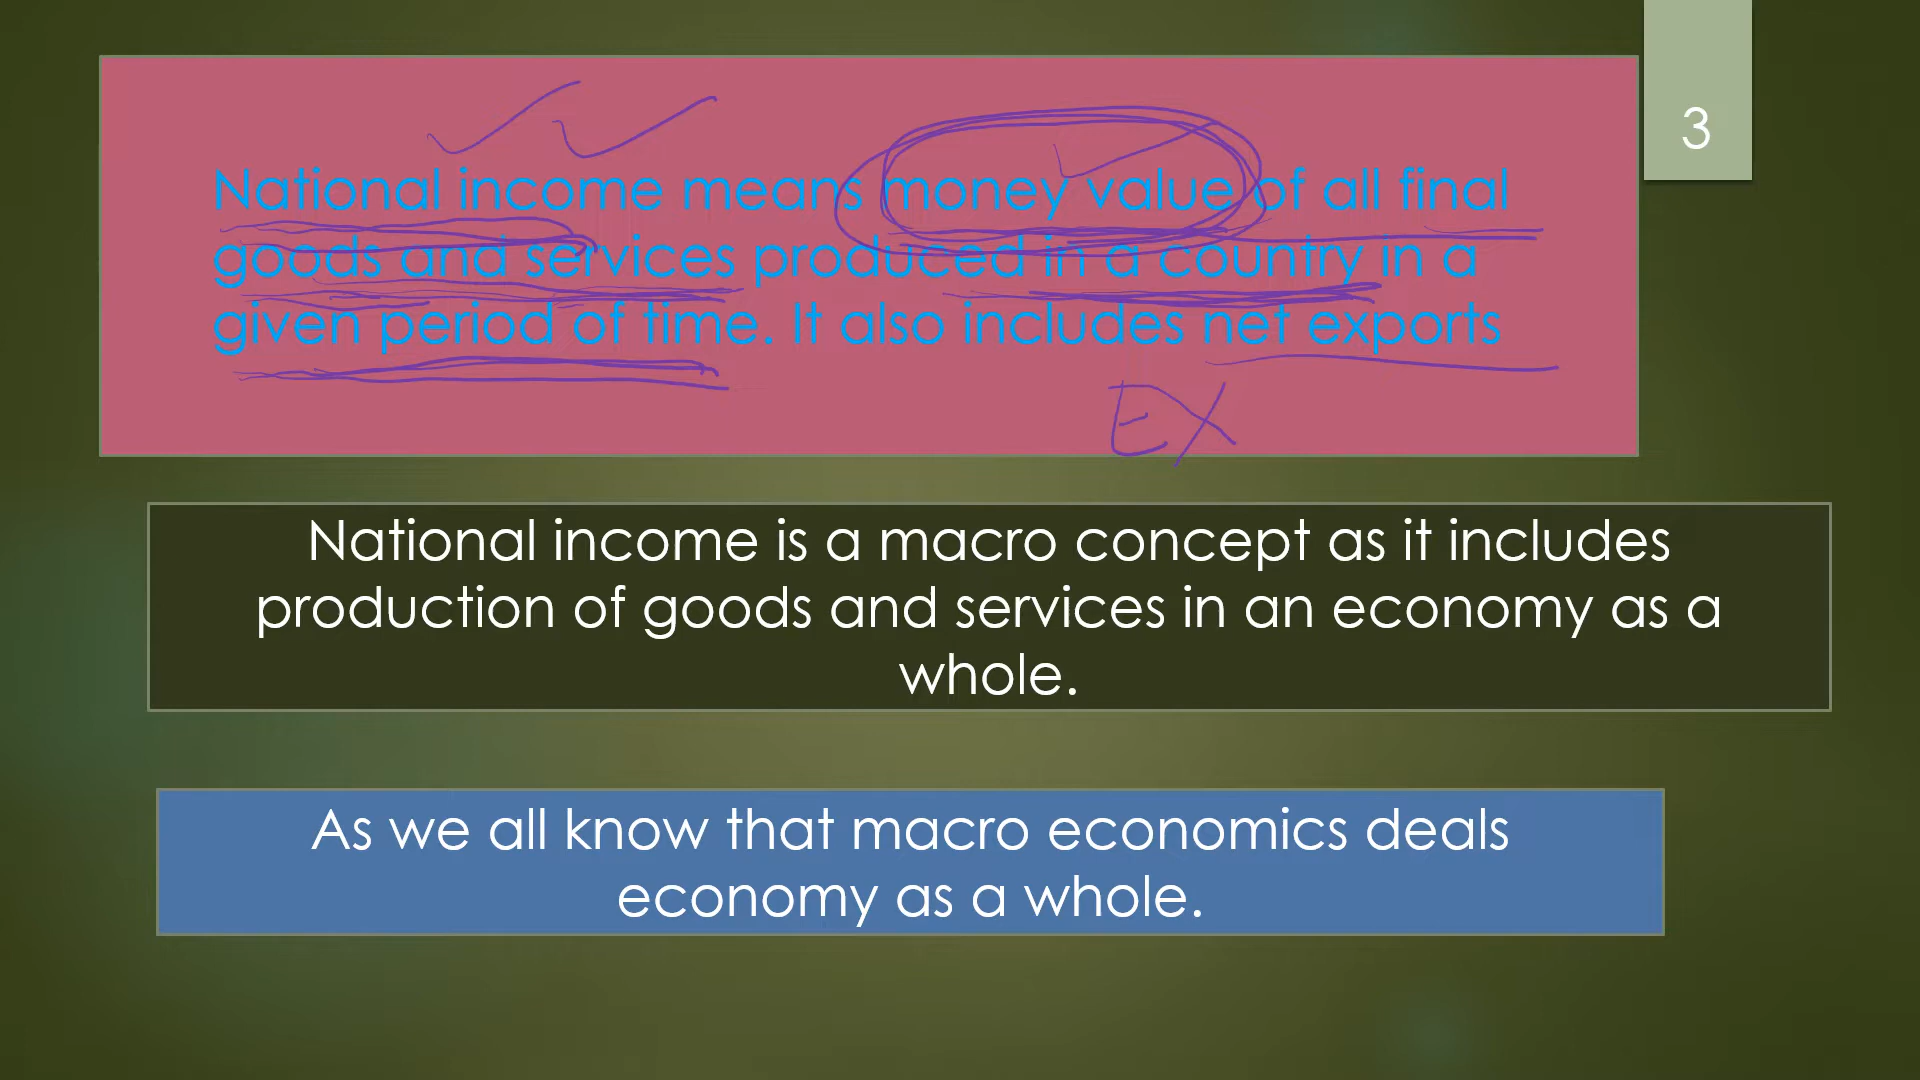 3
National income means money value of all final
goods and services produced in a country in a
given period of time. It also includes net exports
EX
National income is a macro concept as it includes
production of goods and services in an economy as a
whole.
As we all know that macro economics deals
economy as a whole.